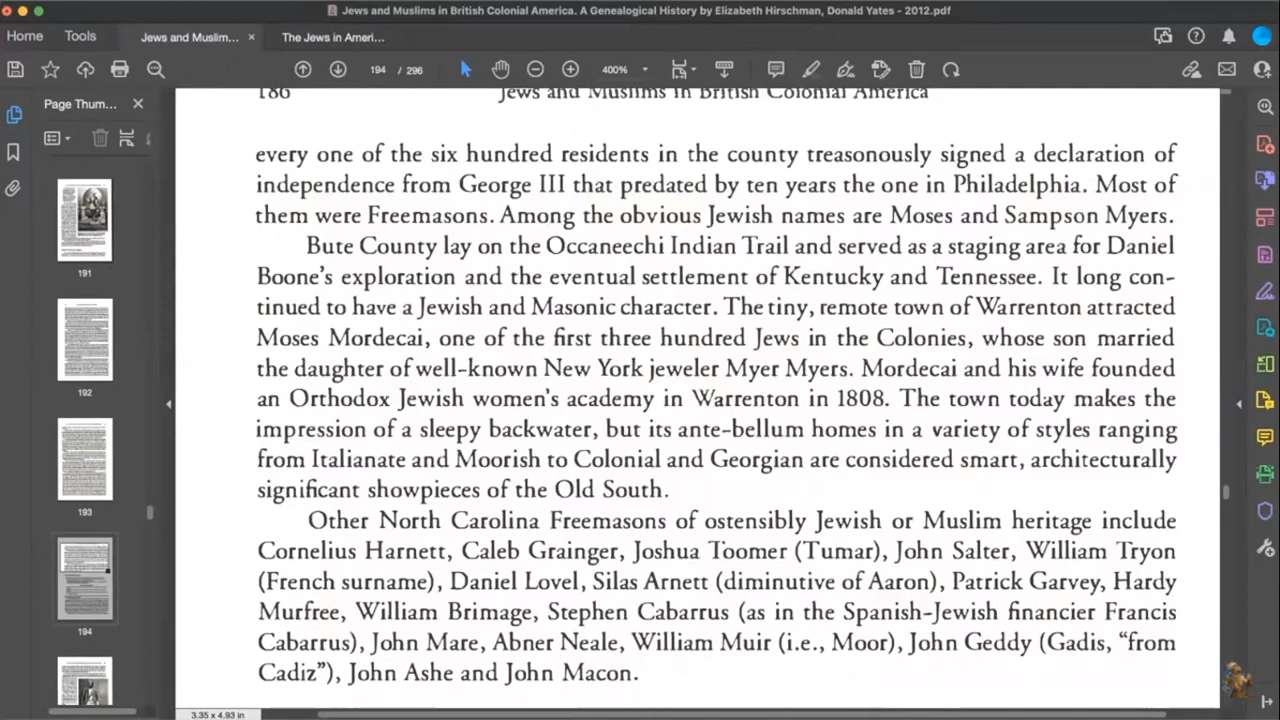 Jews and Muslims in British Colonial America. A Genealogical History by Elizabeth Hirschman, Donald Yates - 2012.pdf
Home
Tools
Jews and Muslim...
The Jews in Ameri...
194 / 296
400%
Page Thum...
191
192
193
194
186
Jews and Muslims in British Colonial America
every one of the six hundred residents in the county treasonously signed a declaration of
independence from George III that predated by ten years the one in Philadelphia. Most of
them were Freemasons. Among the obvious Jewish names are Moses and Sampson Myers.
Bute County lay on the Occaneechi Indian Trail and served as a staging area for Daniel
Boone's exploration and the eventual settlement of Kentucky and Tennessee. It long con-
tinued to have a Jewish and Masonic character. The tiny, remote town of Warrenton attracted
Moses Mordecai, one of the first three hundred Jews in the Colonies, whose son married
the daughter of well-known New York jeweler Myer Myers. Mordecai and his wife founded
an Orthodox Jewish women's academy in Warrenton in 1808. The town today makes the
impression of a sleepy backwater, but its ante-bellum homes in a variety of styles ranging
from Italianate and Moorish to Colonial and Georgian are considered smart, architecturally
significant showpieces of the Old South.
Other North Carolina Freemasons of ostensibly Jewish or Muslim heritage include
Cornelius Harnett, Caleb Grainger, Joshua Toomer (Tumar), John Salter, William Tryon
(French surname), Daniel Lovel, Silas Arnett (diminitive of Aaron), Patrick Garvey, Hardy
Murfree, William Brimage, Stephen Cabarrus (as in the Spanish-Jewish financier Francis
Cabarrus), John Mare, Abner Neale, William Muir (i.e., Moor), John Geddy (Gadis, "from
Cadiz"), John Ashe and John Macon.
3.35 x 4.93 in